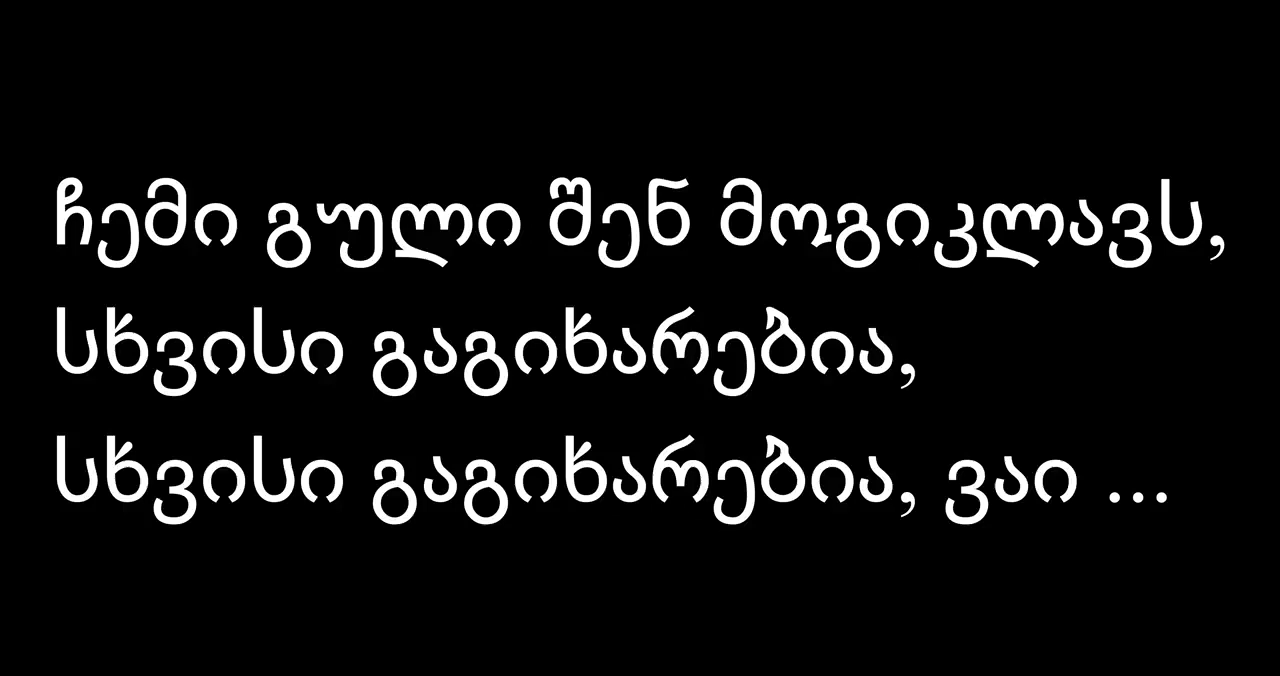 ჩემი გული შენ მოგიკლავს,
სხვისი გაგიხარებია,
სხვისი გაგიხარებია, ვაი ...